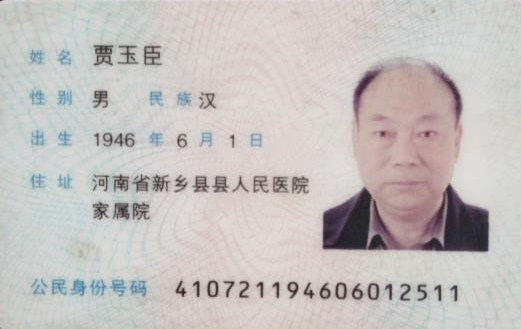 姓名 贾玉臣
性别 男 民族 汉
出生 1946 年 6 月 1 日
住址 河南省新乡县县人民医院
家属院
公民身份号码 410721194606012511